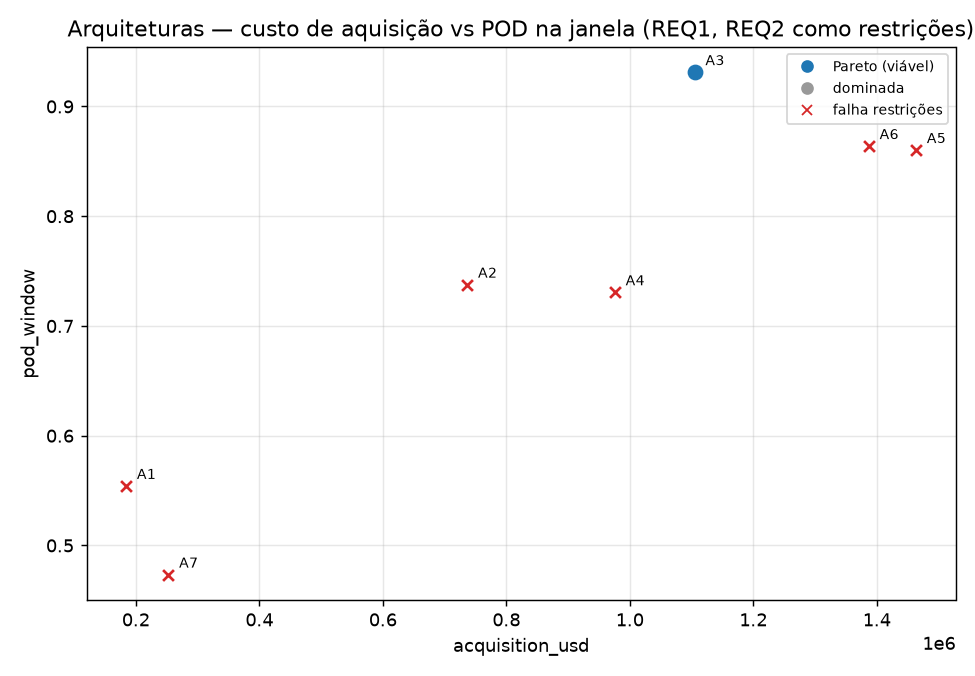 Arquiteturas — custo de aquisição vs POD na janela (REQ1, REQ2 como restrições)
Pareto (viável)
dominada
falha restrições
A3
A6
A5
A2
A4
A1
A7
pod_window
0.9
0.8
0.7
0.6
0.5
0.2
0.4
0.6
0.8
1.0
1.2
1.4
1e6
acquisition_usd